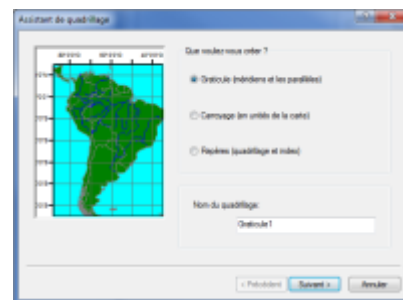 Assistant de quadrillage
Que voulez-vous créer ?
Graticule (méridiens et les parallèles)
Carroyage (en unités de la carte)
Repères (quadrillage et index)
Nom du quadrillage:
Graticule1
< Précédent
Suivant >
Annuler